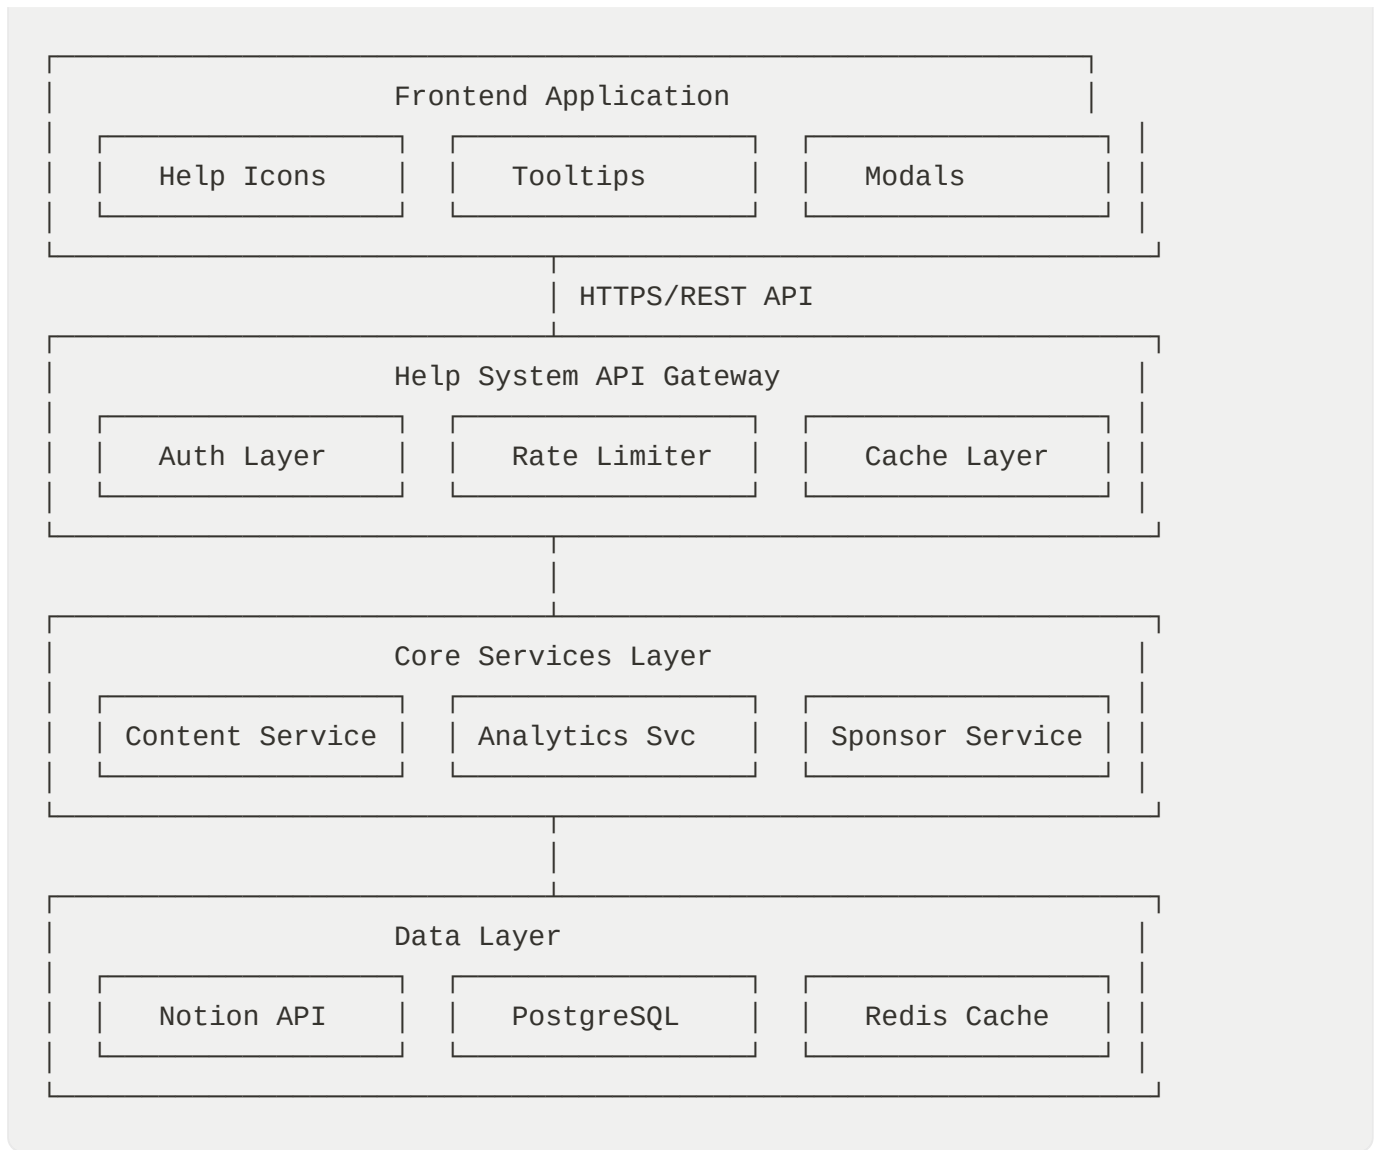 Frontend Application
Help Icons Tooltips Modals
HTTPS/REST API
Help System API Gateway
Auth Layer Rate Limiter Cache Layer
Core Services Layer
Content Service Analytics Svc Sponsor Service
Data Layer
Notion API PostgreSQL Redis Cache